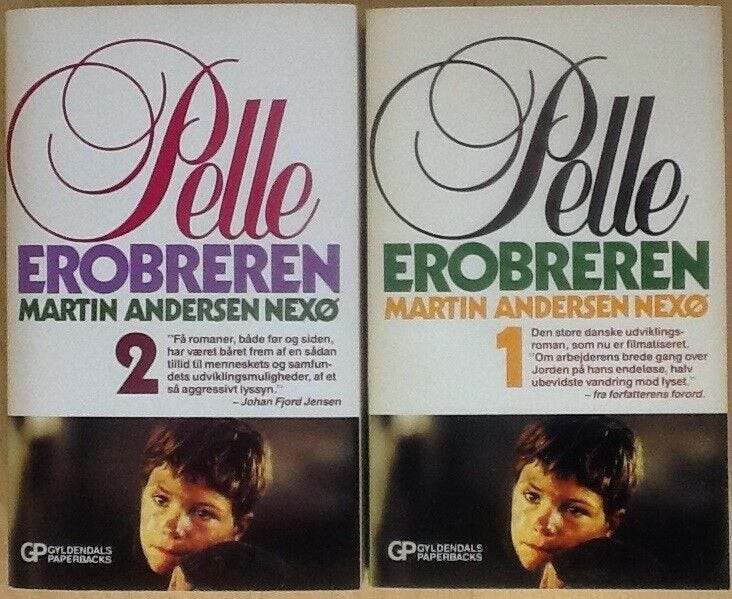 Pelle
EROBREREN
MARTIN ANDERSEN NEXØ
2
"Få romaner, både før og siden,
har været båret frem af en sådan
tillid til menneskets og samfun-
dets udviklingsmuligheder, af et
så aggressivt lyssyn."
– Johan Fjord Jensen
GP GYLDENDALS
PAPERBACKS
Pelle
EROBREREN
MARTIN ANDERSEN NEXØ
1
Den store danske udviklings-
roman, som nu er filmatiseret.
"Om arbejderens brede gang over
Jorden på hans endeløse, halv
ubevidste vandring mod lyset."
– fra forfatterens forord.
GP GYLDENDALS
PAPERBACKS